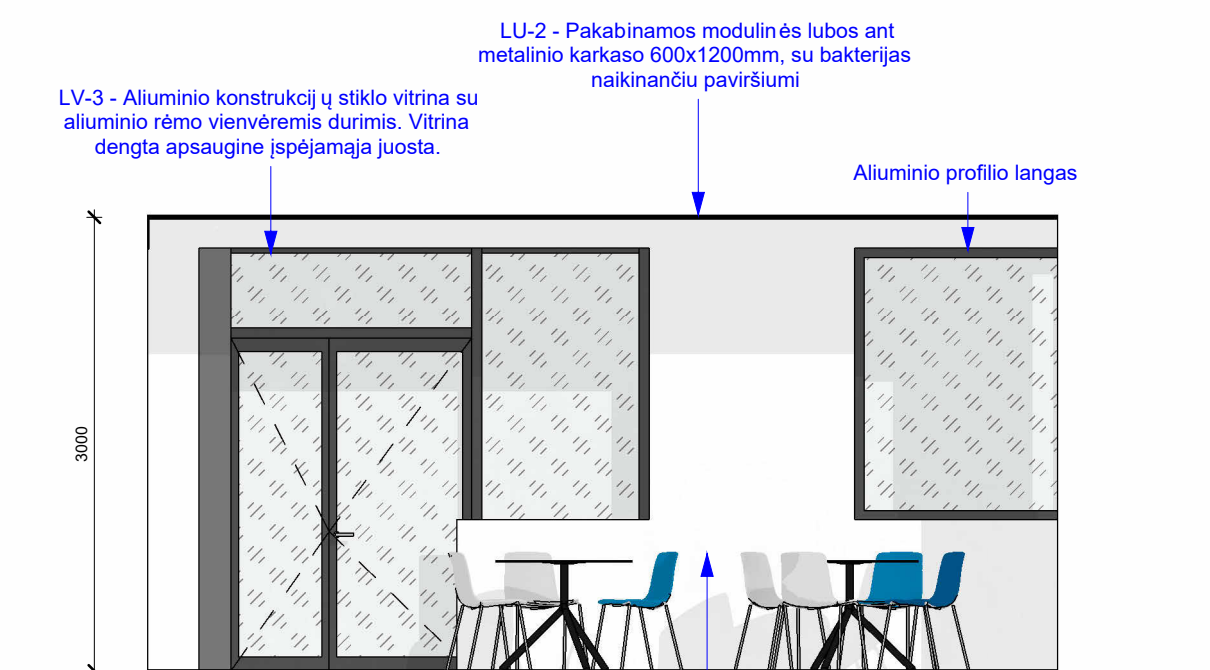 LU-2 - Pakabinamos modulinės lubos ant
metalinio karkaso 600x1200mm, su bakterijas
naikinančiu paviršiumi
LV-3 - Aliuminio konstrukcijų stiklo vitrina su
aliuminio rėmo vienvėremis durimis. Vitrina
dengta apsaugine įspėjamąja juosta.
Aliuminio profilio langas
3000